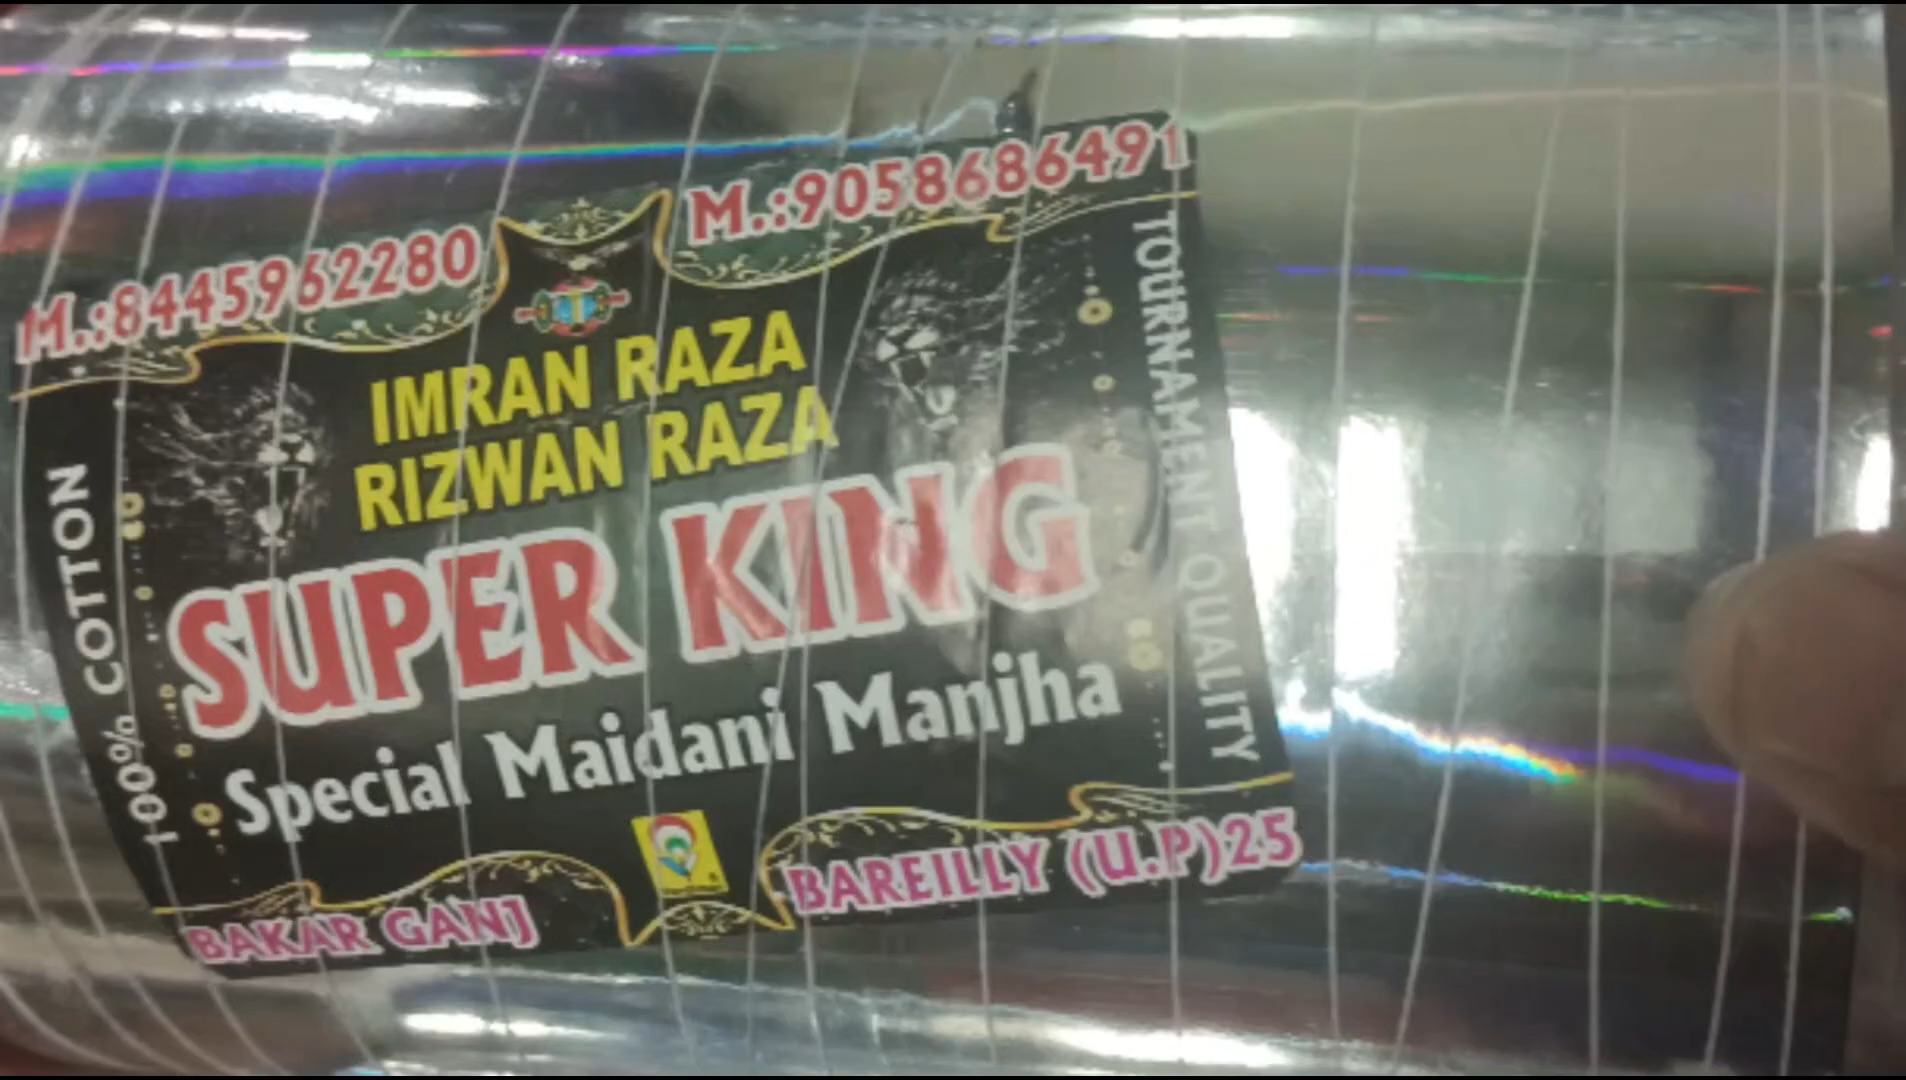 M.:8445962280
M.:9058686491
IMRAN RAZA
RIZWAN RAZA
SUPER KING
Special Maidani Manjha
100% COTTON
TOURNAMENT QUALITY
BAKAR GANJ
BAREILLY (U.P)25